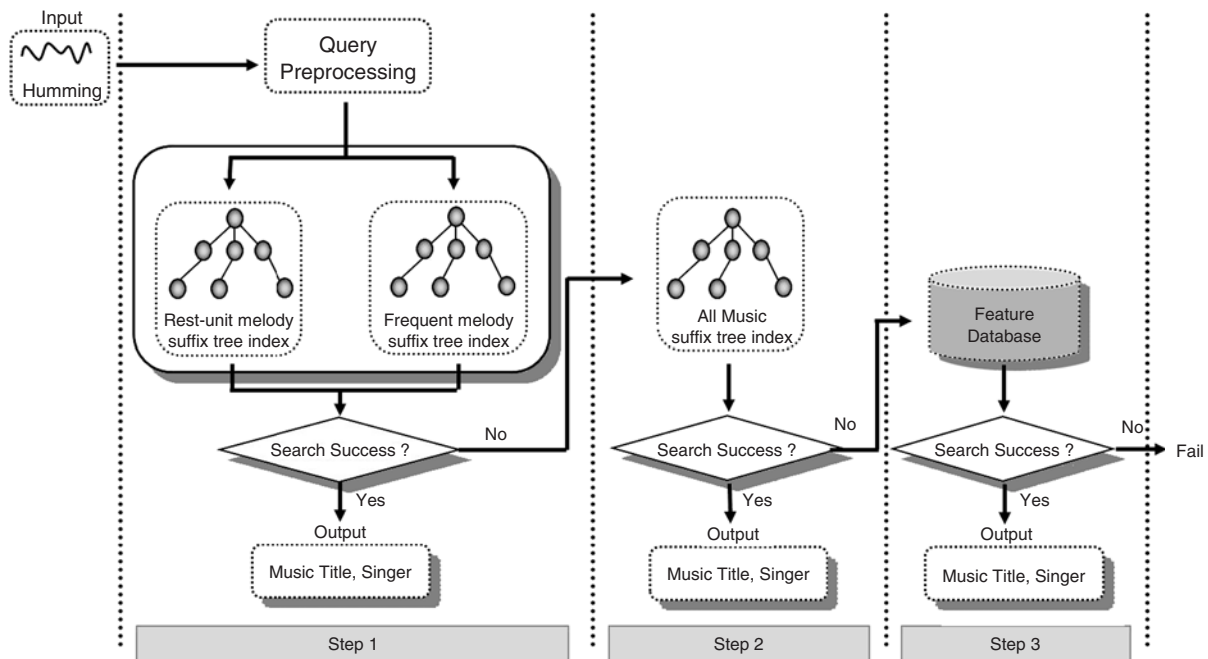 Input
Humming
Query
Preprocessing
Rest-unit melody
suffix tree index
Frequent melody
suffix tree index
Search Success ?
No
Yes
Output
Music Title, Singer
Step 1
All Music
suffix tree index
Search Success ?
No
Yes
Output
Music Title, Singer
Step 2
Feature
Database
Search Success ?
No
Fail
Yes
Output
Music Title, Singer
Step 3